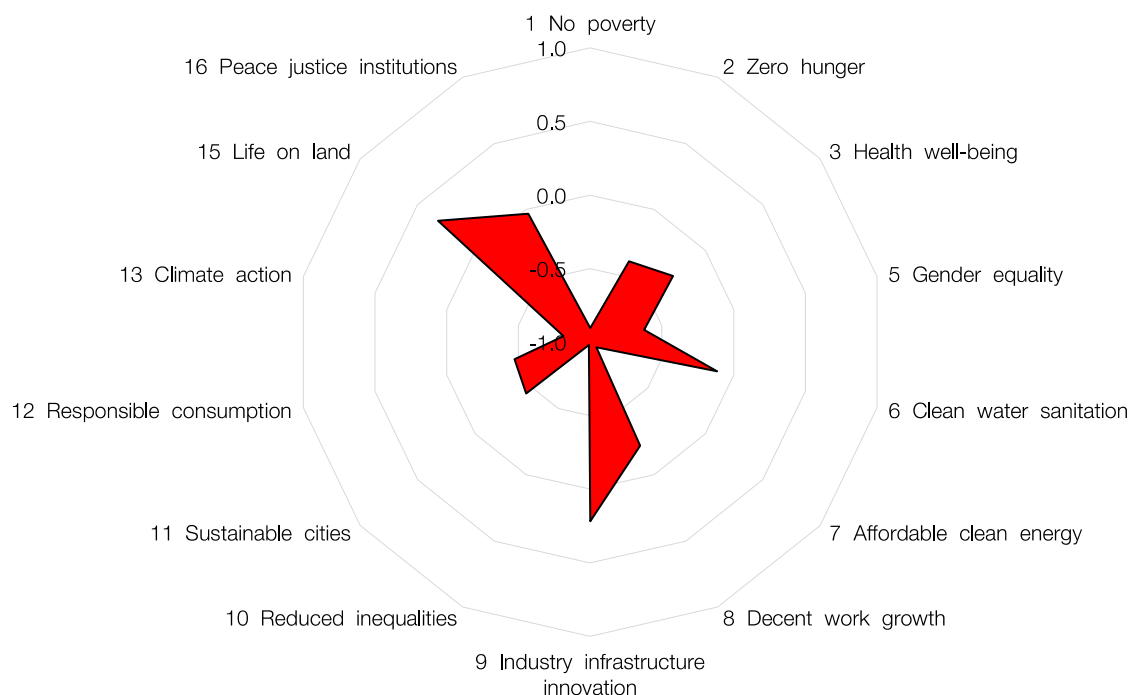 1 No poverty
1.0
16 Peace justice institutions
2 Zero hunger
0.5
15 Life on land
3 Health well-being
0.0
13 Climate action
-0.5
5 Gender equality
-1.0
12 Responsible consumption
6 Clean water sanitation
11 Sustainable cities
7 Affordable clean energy
10 Reduced inequalities
8 Decent work growth
9 Industry infrastructure
innovation